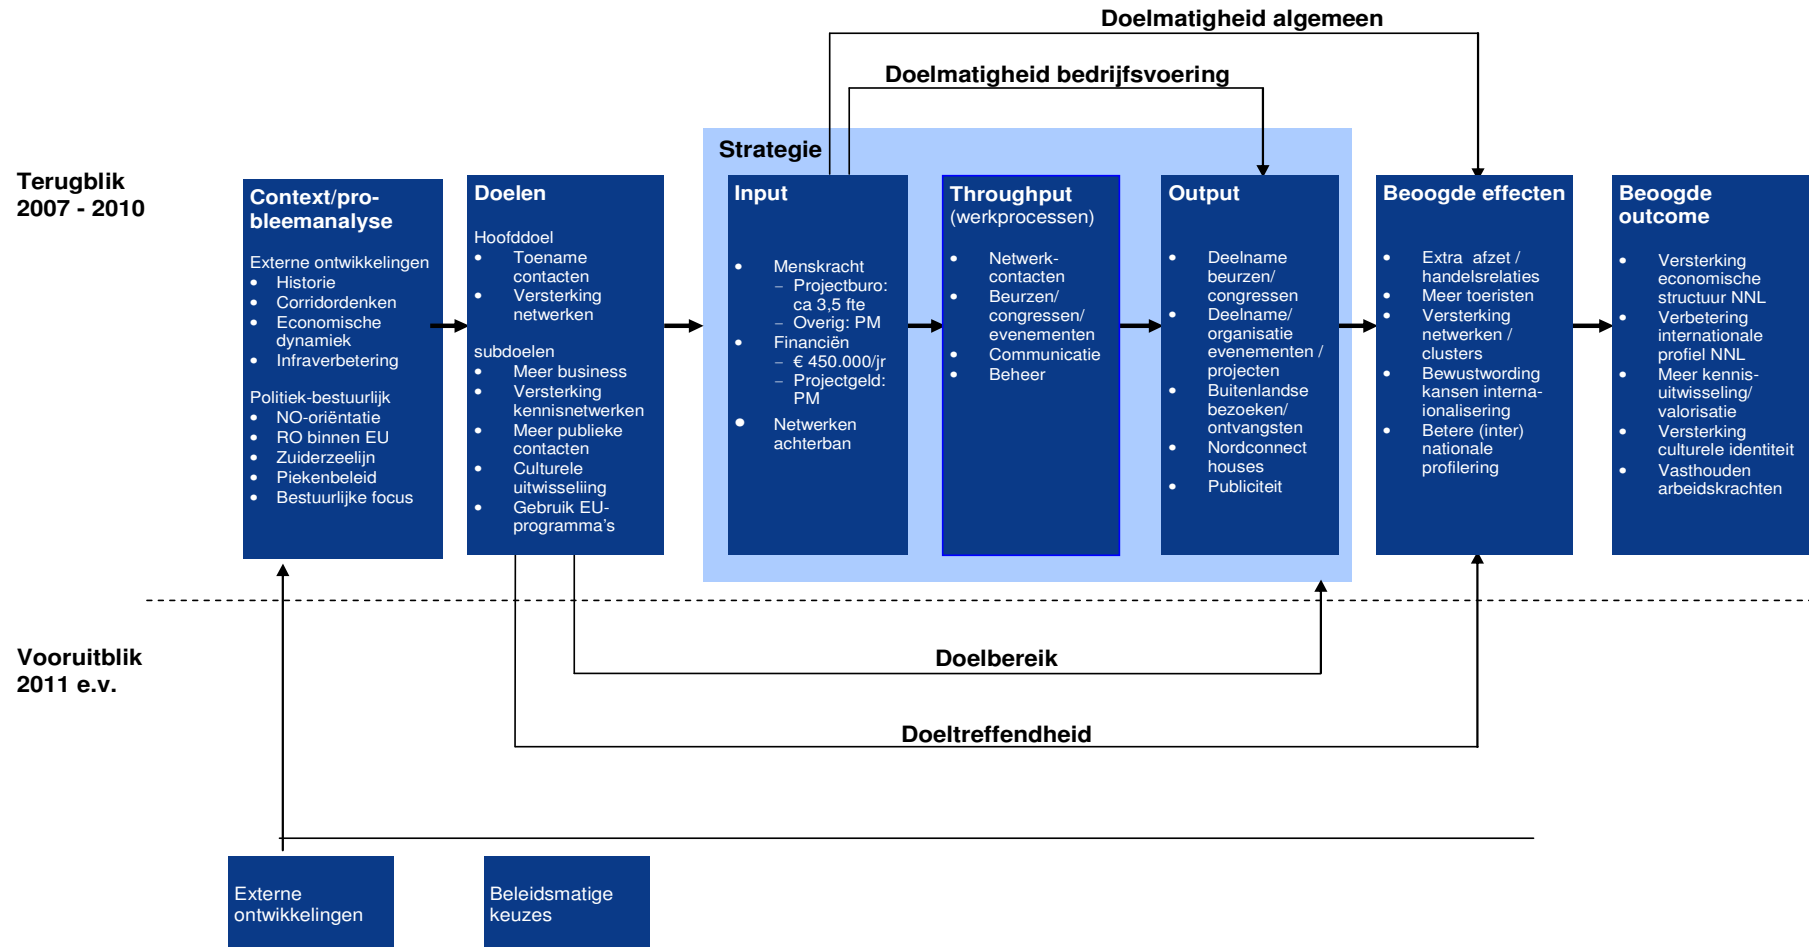 Doelmatigheid algemeen
Doelmatigheid bedrijfsvoering
Terugblik
2007 - 2010
Context/pro-
bleemanalyse
Externe ontwikkelingen
• Historie
• Corridordenken
• Economische
dynamiek
• Infraverbetering
Politiek-bestuurlijk
• NO-oriëntatie
• RO binnen EU
• Zuiderzeelijn
• Piekenbeleid
• Bestuurlijke focus
Doelen
Hoofddoel
• Toename
contacten
• Versterking
netwerken
subdoelen
• Meer business
• Versterking
kennisnetwerken
• Meer publieke
contacten
• Culturele
uitwisseliing
• Gebruik EU-
programma's
Strategie
Input
• Menskracht
– Projectburo:
ca 3,5 fte
– Overig: PM
• Financiën
– € 450.000/jr
– Projectgeld:
PM
• Netwerken
achterban
Throughput
(werkprocessen)
• Netwerk-
contacten
• Beurzen/
congressen/
evenementen
• Communicatie
• Beheer
Output
• Deelname
beurzen/
congressen
• Deelname/
organisatie
evenementen /
projecten
• Buitenlandse
bezoeken/
ontvangsten
• Nordconnect
houses
• Publiciteit
Beoogde effecten
• Extra afzet /
handelsrelaties
• Meer toeristen
• Versterking
netwerken /
clusters
• Bewustwording
kansen interna-
ionalisering
• Betere (inter)
nationale
profilering
Beoogde
outcome
• Versterking
economische
structuur NNL
• Verbetering
internationale
profiel NNL
• Meer kennis-
uitwisseling/
valorisatie
• Versterking
culturele identiteit
• Vasthouden
arbeidskrachten
Vooruitblik
2011 e.v.
Doelbereik
Doeltreffendheid
Externe
ontwikkelingen
Beleidsmatige
keuzes